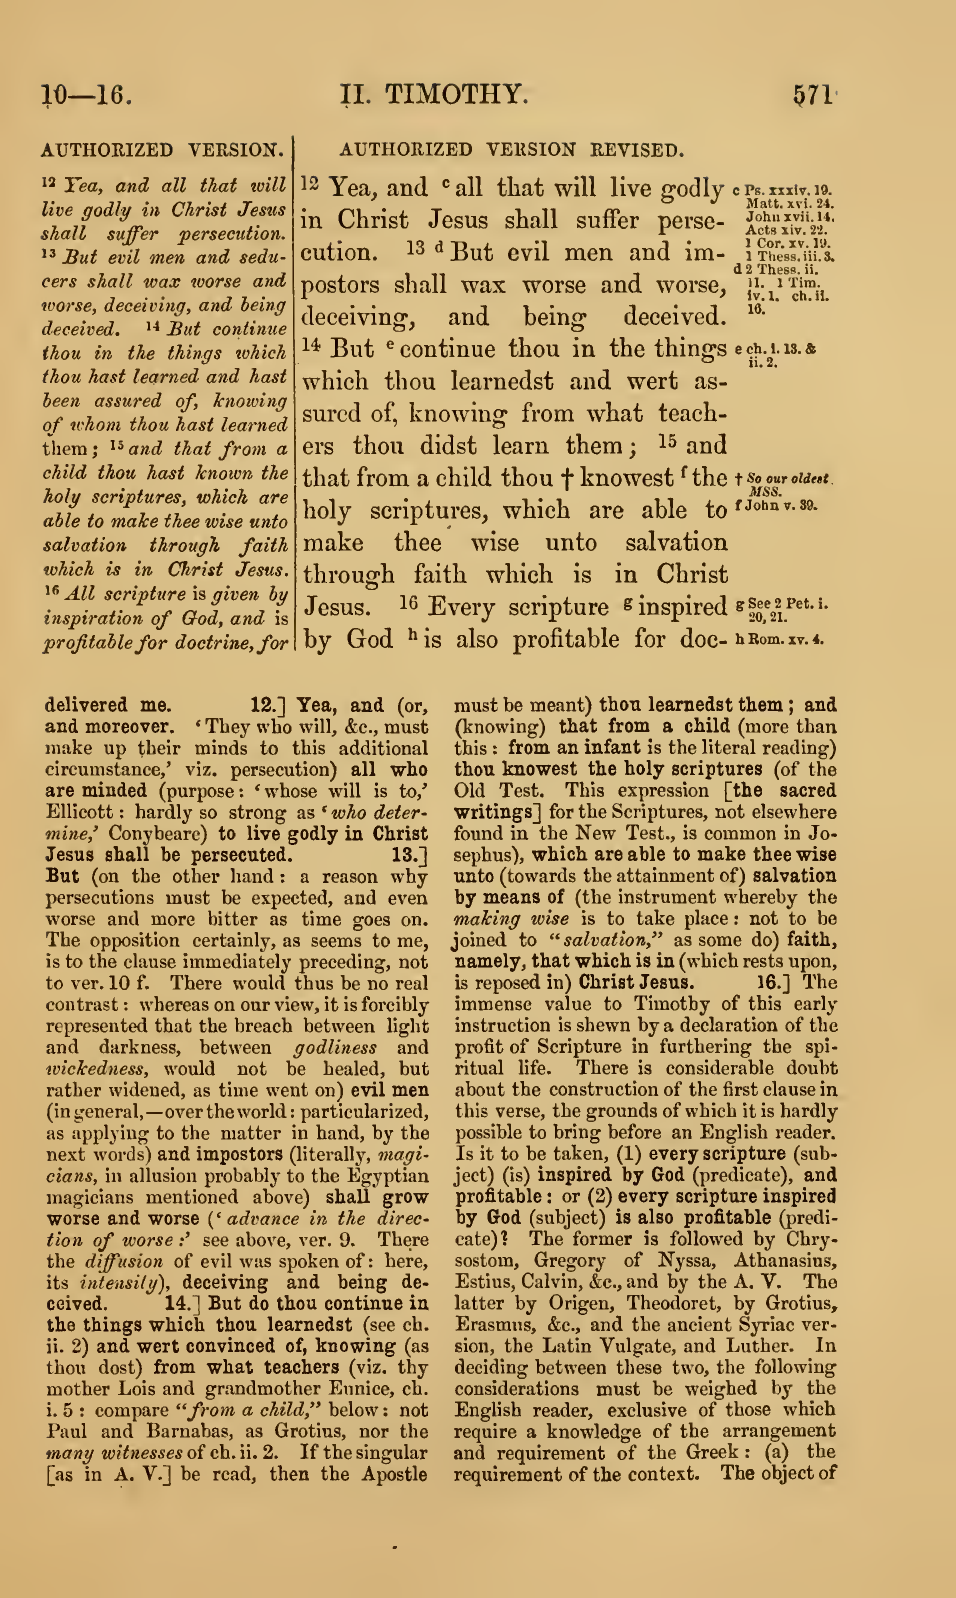 10—16.
II. TIMOTHY.
571
AUTHORIZED VERSION.
12 Yea, and all that will
live godly in Christ Jesus
shall suffer persecution.
13 But evil men and sedu-
cers shall wax worse and
worse, deceiving, and being
deceived. 14 But continue
thou in the things which
thou hast learned and hast
been assured of, knowing
of whom thou hast learned
them; 15 and that from a
child thou hast known the
holy scriptures, which are
able to make thee wise unto
salvation through faith
which is in Christ Jesus.
16 All scripture is given by
inspiration of God, and is
profitable for doctrine, for
AUTHORIZED VERSION REVISED.
12 Yea, and c all that will live godly
in Christ Jesus shall suffer perse-
cution. 13 d But evil men and im-
postors shall wax worse and worse,
deceiving, and being deceived.
14 But e continue thou in the things
which thou learnedst and wert as-
sured of, knowing from what teach-
ers thou didst learn them; 15 and
that from a child thou † knowest f the
holy scriptures, which are able to
make thee wise unto salvation
through faith which is in Christ
Jesus. 16 Every scripture g inspired
by God h is also profitable for doc-
c Ps. xxxiv. 19.
Matt. xvi. 24.
John xvii. 14.
Acts xiv. 22.
1 Cor. xv. 19.
1 Thess. iii. 3.
d 2 Thess. ii.
11. 1 Tim.
iv. 1. ch. ii.
16.
e ch. i. 13. &
ii. 2.
† So our oldest
MSS.
f John v. 39.
g See 2 Pet. i.
20, 21.
h Rom. xv. 4.
delivered me. 12.] Yea, and (or,
and moreover. ‘They who will, &c., must
make up their minds to this additional
circumstance,’ viz. persecution) all who
are minded (purpose: ‘whose will is to,’
Ellicott: hardly so strong as ‘who deter-
mine,’ Conybeare) to live godly in Christ
Jesus shall be persecuted. 13.]
But (on the other hand: a reason why
persecutions must be expected, and even
worse and more bitter as time goes on.
The opposition certainly, as seems to me,
is to the clause immediately preceding, not
to ver. 10 f. There would thus be no real
contrast: whereas on our view, it is forcibly
represented that the breach between light
and darkness, between godliness and
wickedness, would not be healed, but
rather widened, as time went on) evil men
(in general,—over the world: particularized,
as applying to the matter in hand, by the
next words) and impostors (literally, magi-
cians, in allusion probably to the Egyptian
magicians mentioned above) shall grow
worse and worse (‘advance in the direc-
tion of worse:’ see above, ver. 9. There
the diffusion of evil was spoken of: here,
its intensity), deceiving and being de-
ceived. 14.] But do thou continue in
the things which thou learnedst (see ch.
ii. 2) and wert convinced of, knowing (as
thou dost) from what teachers (viz. thy
mother Lois and grandmother Eunice, ch.
i. 5: compare “from a child,” below: not
Paul and Barnabas, as Grotius, nor the
many witnesses of ch. ii. 2. If the singular
[as in A. V.] be read, then the Apostle
must be meant) thou learnedst them; and
(knowing) that from a child (more than
this: from an infant is the literal reading)
thou knowest the holy scriptures (of the
Old Test. This expression [the sacred
writings] for the Scriptures, not elsewhere
found in the New Test., is common in Jo-
sephus), which are able to make thee wise
unto (towards the attainment of) salvation
by means of (the instrument whereby the
making wise is to take place: not to be
joined to “salvation,” as some do) faith,
namely, that which is in (which rests upon,
is reposed in) Christ Jesus. 16.] The
immense value to Timothy of this early
instruction is shewn by a declaration of the
profit of Scripture in furthering the spi-
ritual life. There is considerable doubt
about the construction of the first clause in
this verse, the grounds of which it is hardly
possible to bring before an English reader.
Is it to be taken, (1) every scripture (sub-
ject) (is) inspired by God (predicate), and
profitable: or (2) every scripture inspired
by God (subject) is also profitable (predi-
cate)? The former is followed by Chry-
sostom, Gregory of Nyssa, Athanasius,
Estius, Calvin, &c., and by the A. V. The
latter by Origen, Theodoret, by Grotius,
Erasmus, &c., and the ancient Syriac ver-
sion, the Latin Vulgate, and Luther. In
deciding between these two, the following
considerations must be weighed by the
English reader, exclusive of those which
require a knowledge of the arrangement
and requirement of the Greek: (a) the
requirement of the context. The object of